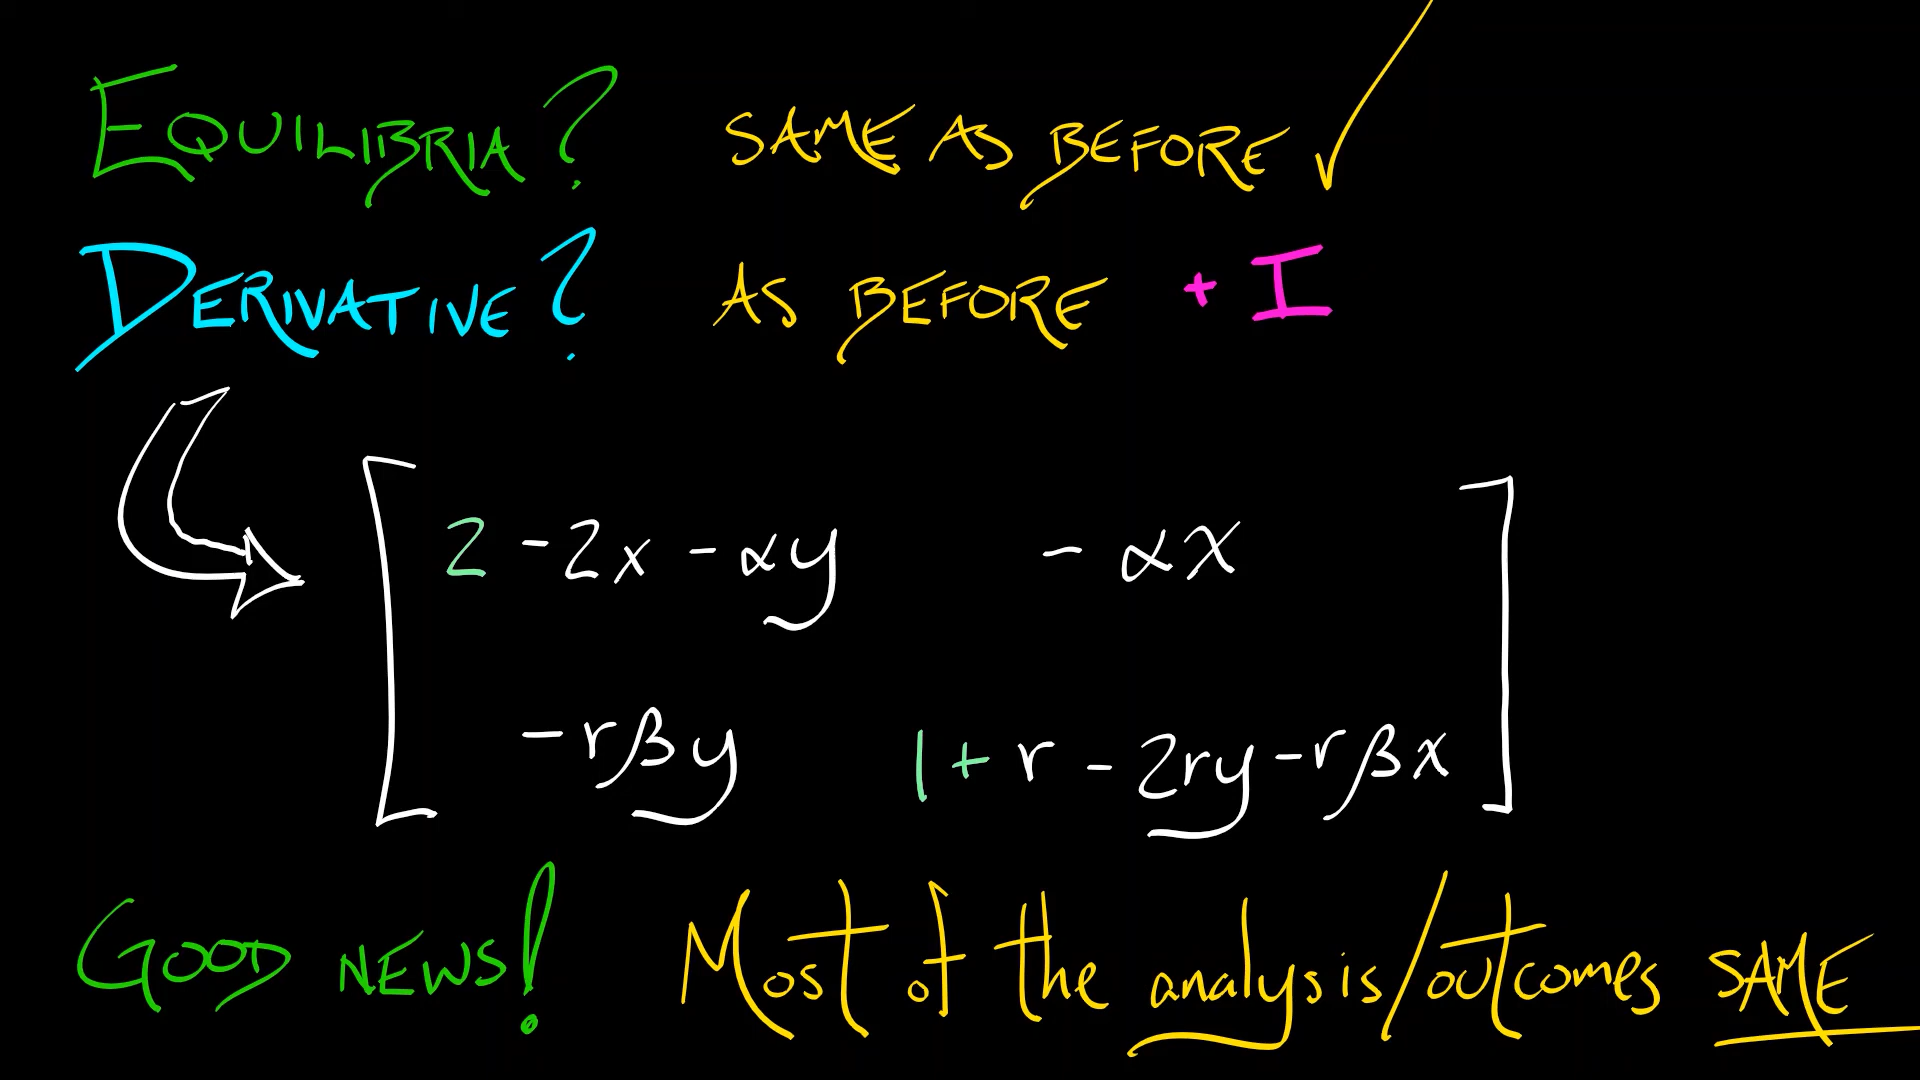 EQUILIBRIA? SAME AS BEFORE ✓
DERIVATIVE? AS BEFORE + I
2 - 2x - αy - αx
- rβy 1 + r - 2ry - rβx
GOOD NEWS! Most of the analysis/outcomes SAME